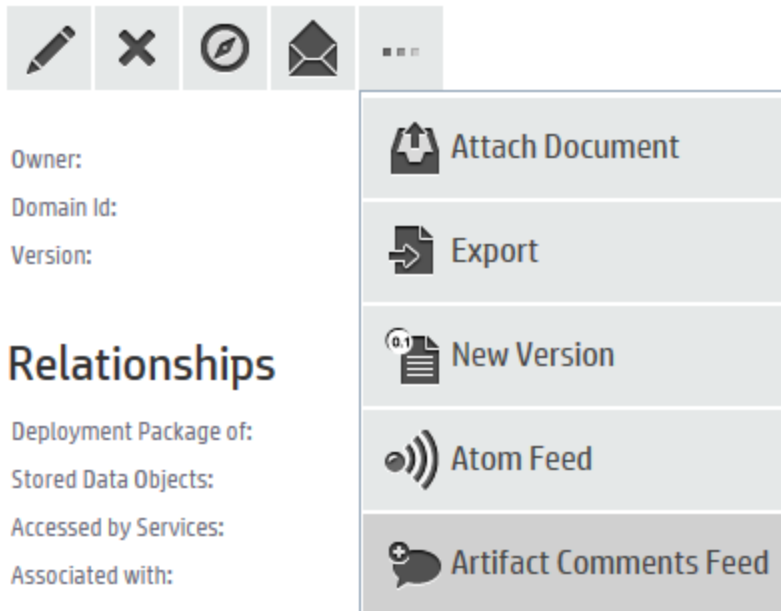 Owner:
Domain Id:
Version:
Relationships
Deployment Package of:
Stored Data Objects:
Accessed by Services:
Associated with:
Attach Document
Export
0.1
New Version
Atom Feed
Artifact Comments Feed